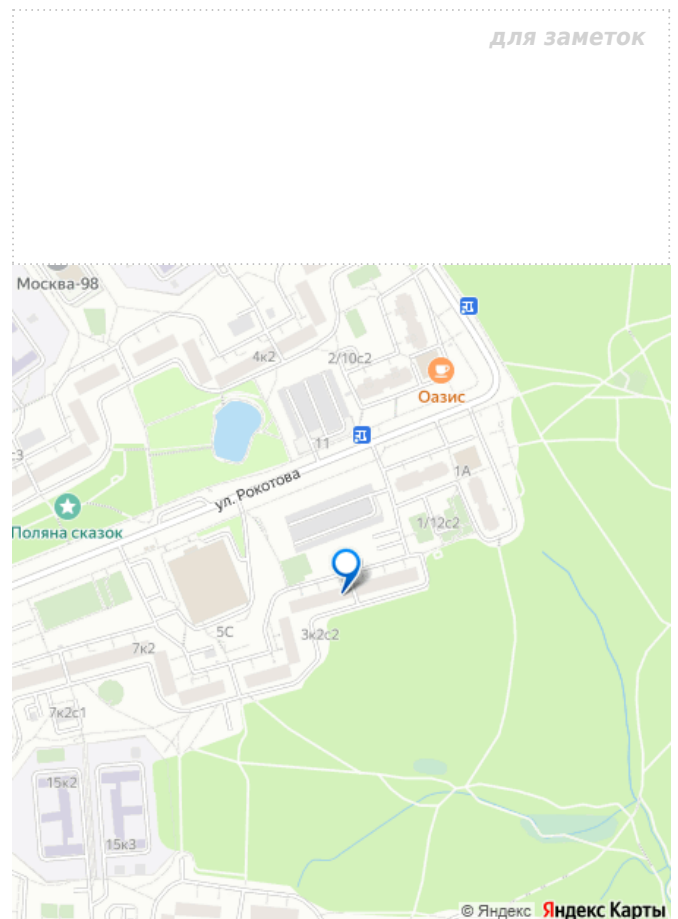 для заметок
Москва-98
4к2
2/10с2
Оазис
с3
11
1А
ул. Рокотова
Поляна сказок
1/12с2
5С
3к2с2
7к2
7к2с1
15к2
15к3
© Яндекс Яндекс Карты